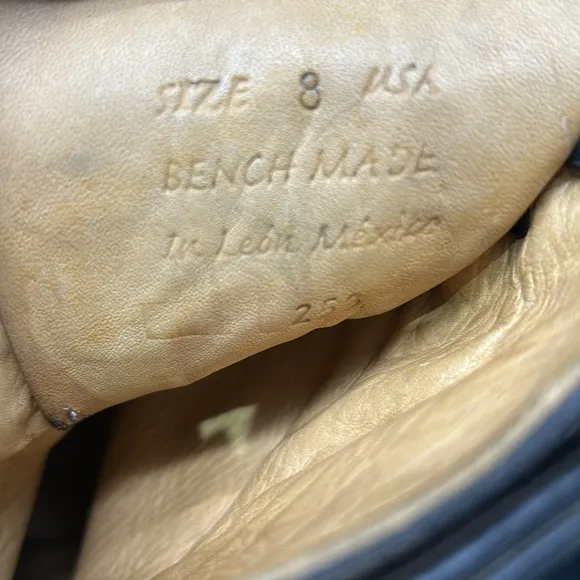 SIZE 8 USA
BENCH MADE
In León México
252